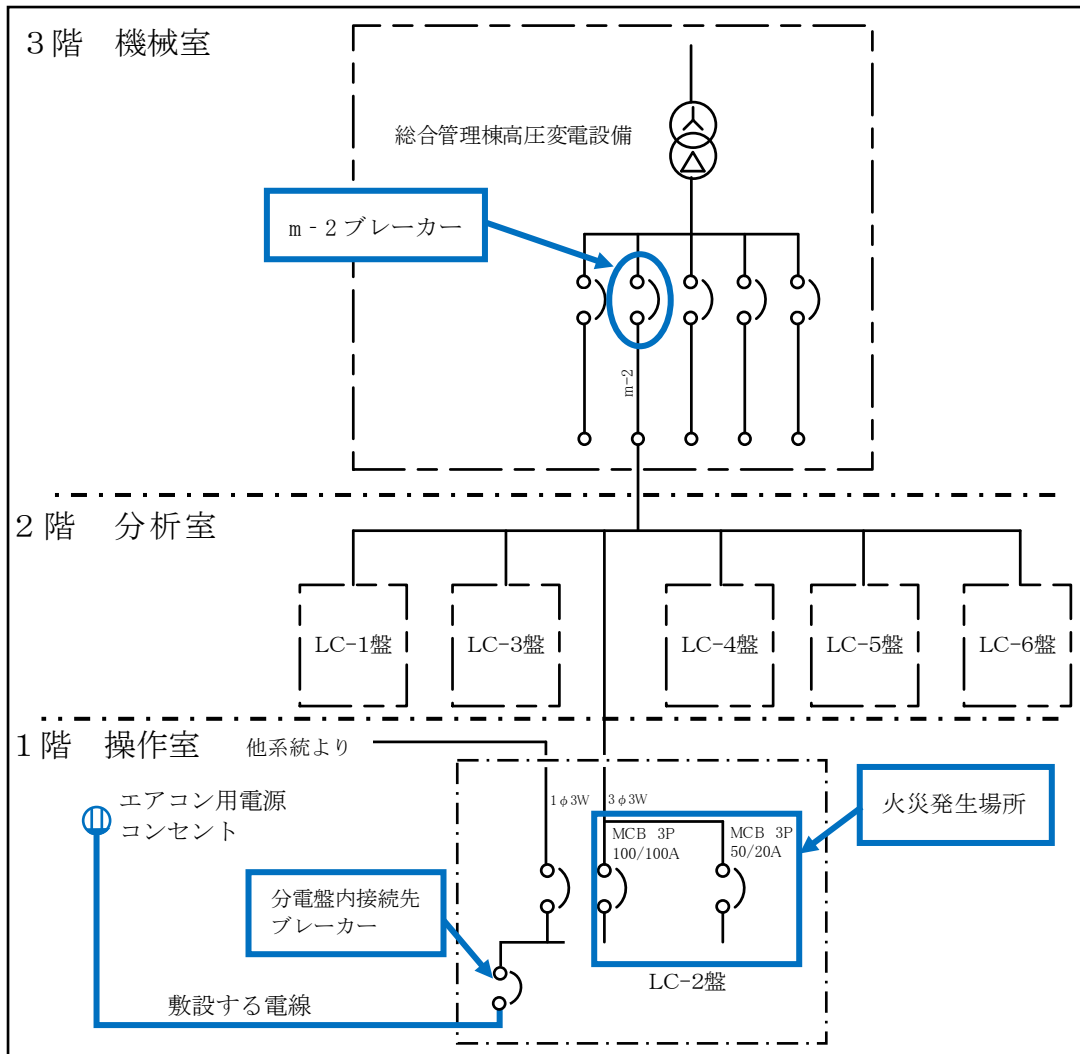 3階 機械室
総合管理棟高圧変電設備
m‐2ブレーカー
m-2
2階 分析室
LC-1盤
LC-3盤
LC-4盤
LC-5盤
LC-6盤
1階 操作室
他系統より
エアコン用電源
コンセント
1φ3W
3φ3W
MCB 3P
100/100A
MCB 3P
50/20A
火災発生場所
分電盤内接続先
ブレーカー
LC-2盤
敷設する電線